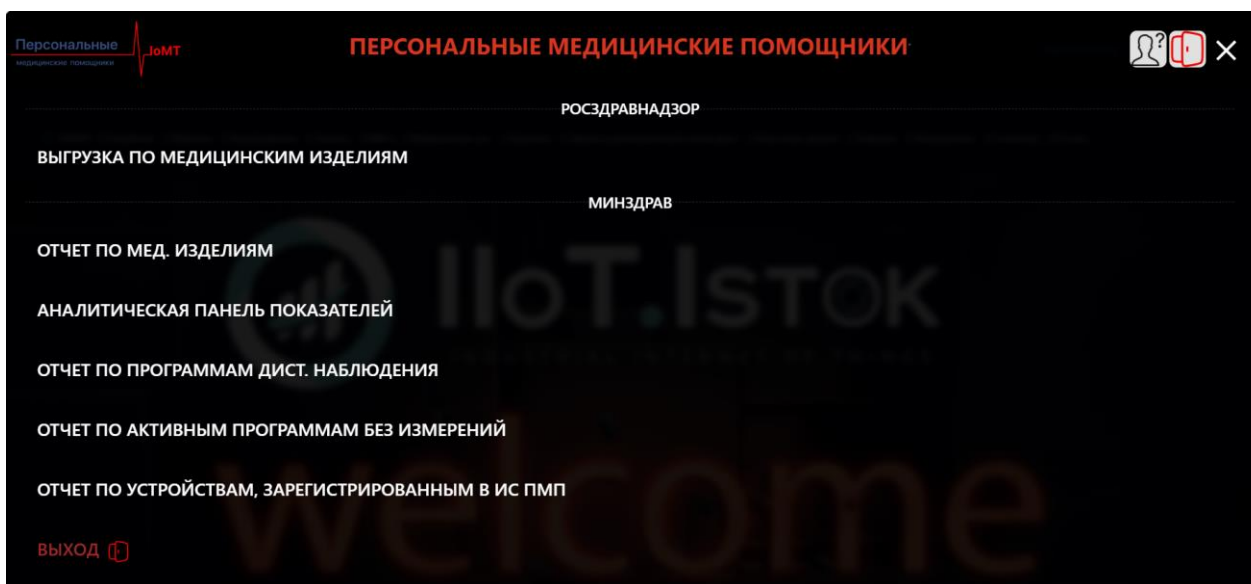 Персональные
медицинские помощники
IoMT
ПЕРСОНАЛЬНЫЕ МЕДИЦИНСКИЕ ПОМОЩНИКИ
РОСЗДРАВНАДЗОР
ВЫГРУЗКА ПО МЕДИЦИНСКИМ ИЗДЕЛИЯМ
МИНЗДРАВ
ОТЧЕТ ПО МЕД. ИЗДЕЛИЯМ
IIoT.Istok
АНАЛИТИЧЕСКАЯ ПАНЕЛЬ ПОКАЗАТЕЛЕЙ
ОТЧЕТ ПО ПРОГРАММАМ ДИСТ. НАБЛЮДЕНИЯ
ОТЧЕТ ПО АКТИВНЫМ ПРОГРАММАМ БЕЗ ИЗМЕРЕНИЙ
welcome
ОТЧЕТ ПО УСТРОЙСТВАМ, ЗАРЕГИСТРИРОВАННЫМ В ИС ПМП
ВЫХОД